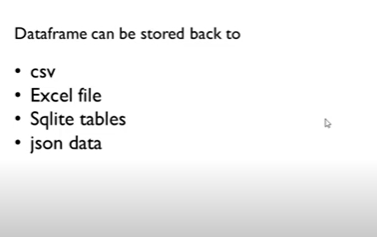 Dataframe can be stored back to
• csv
• Excel file
• Sqlite tables
• json data